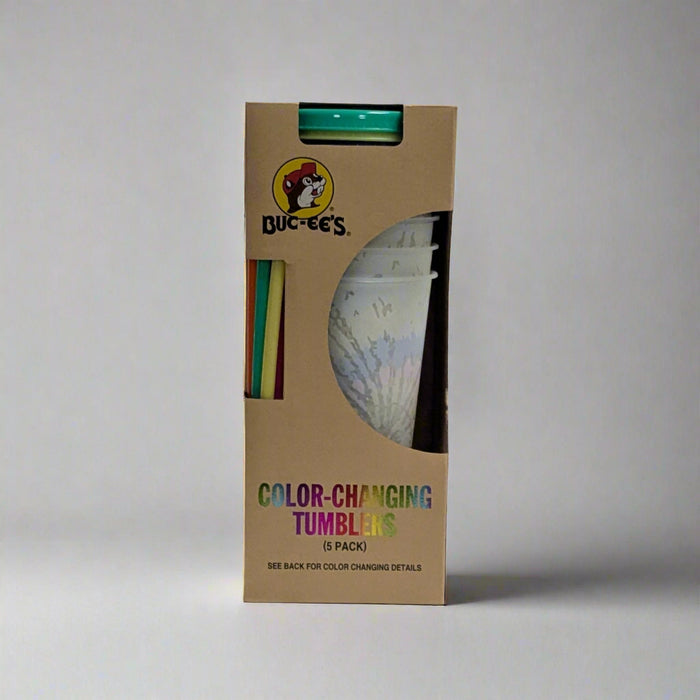 BUC-EE'S®
COLOR-CHANGING
TUMBLERS
(5 PACK)
SEE BACK FOR COLOR CHANGING DETAILS